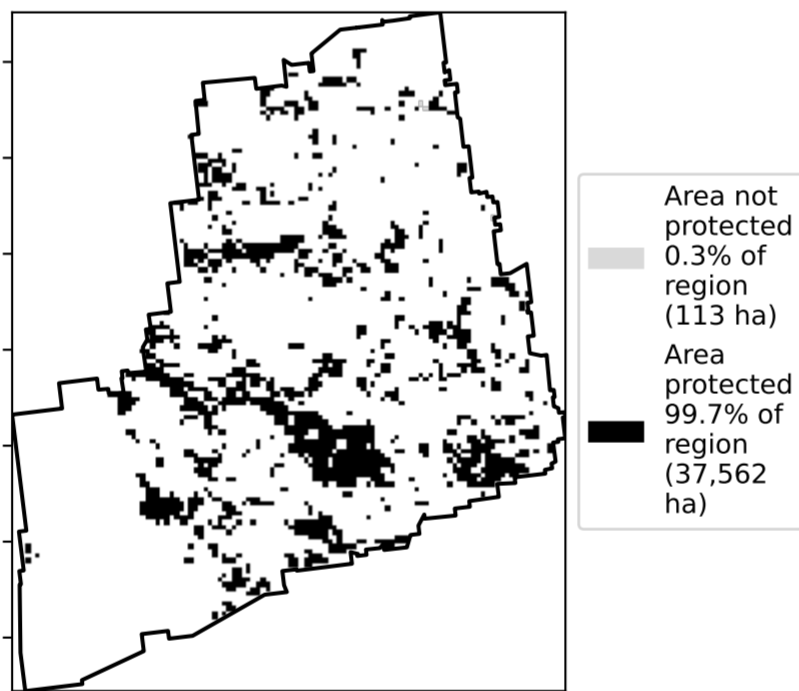 Area not
protected
0.3% of
region
(113 ha)
Area
protected
99.7% of
region
(37,562
ha)